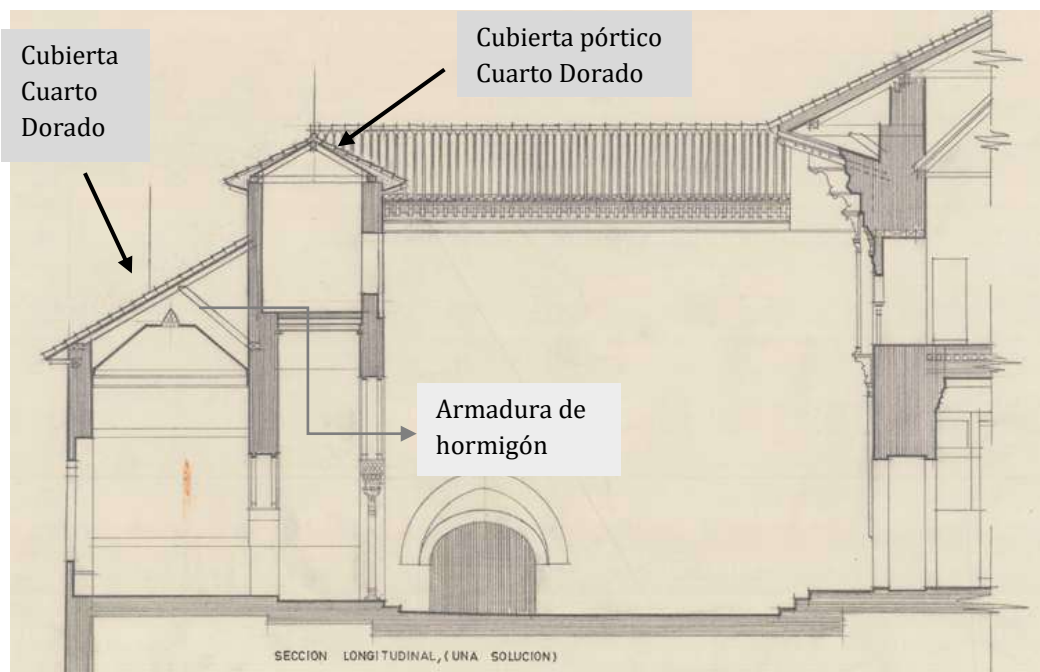 Cubierta
Cuarto
Dorado
Cubierta pórtico
Cuarto Dorado
Armadura de
hormigón
SECCION LONGITUDINAL, (UNA SOLUCION)